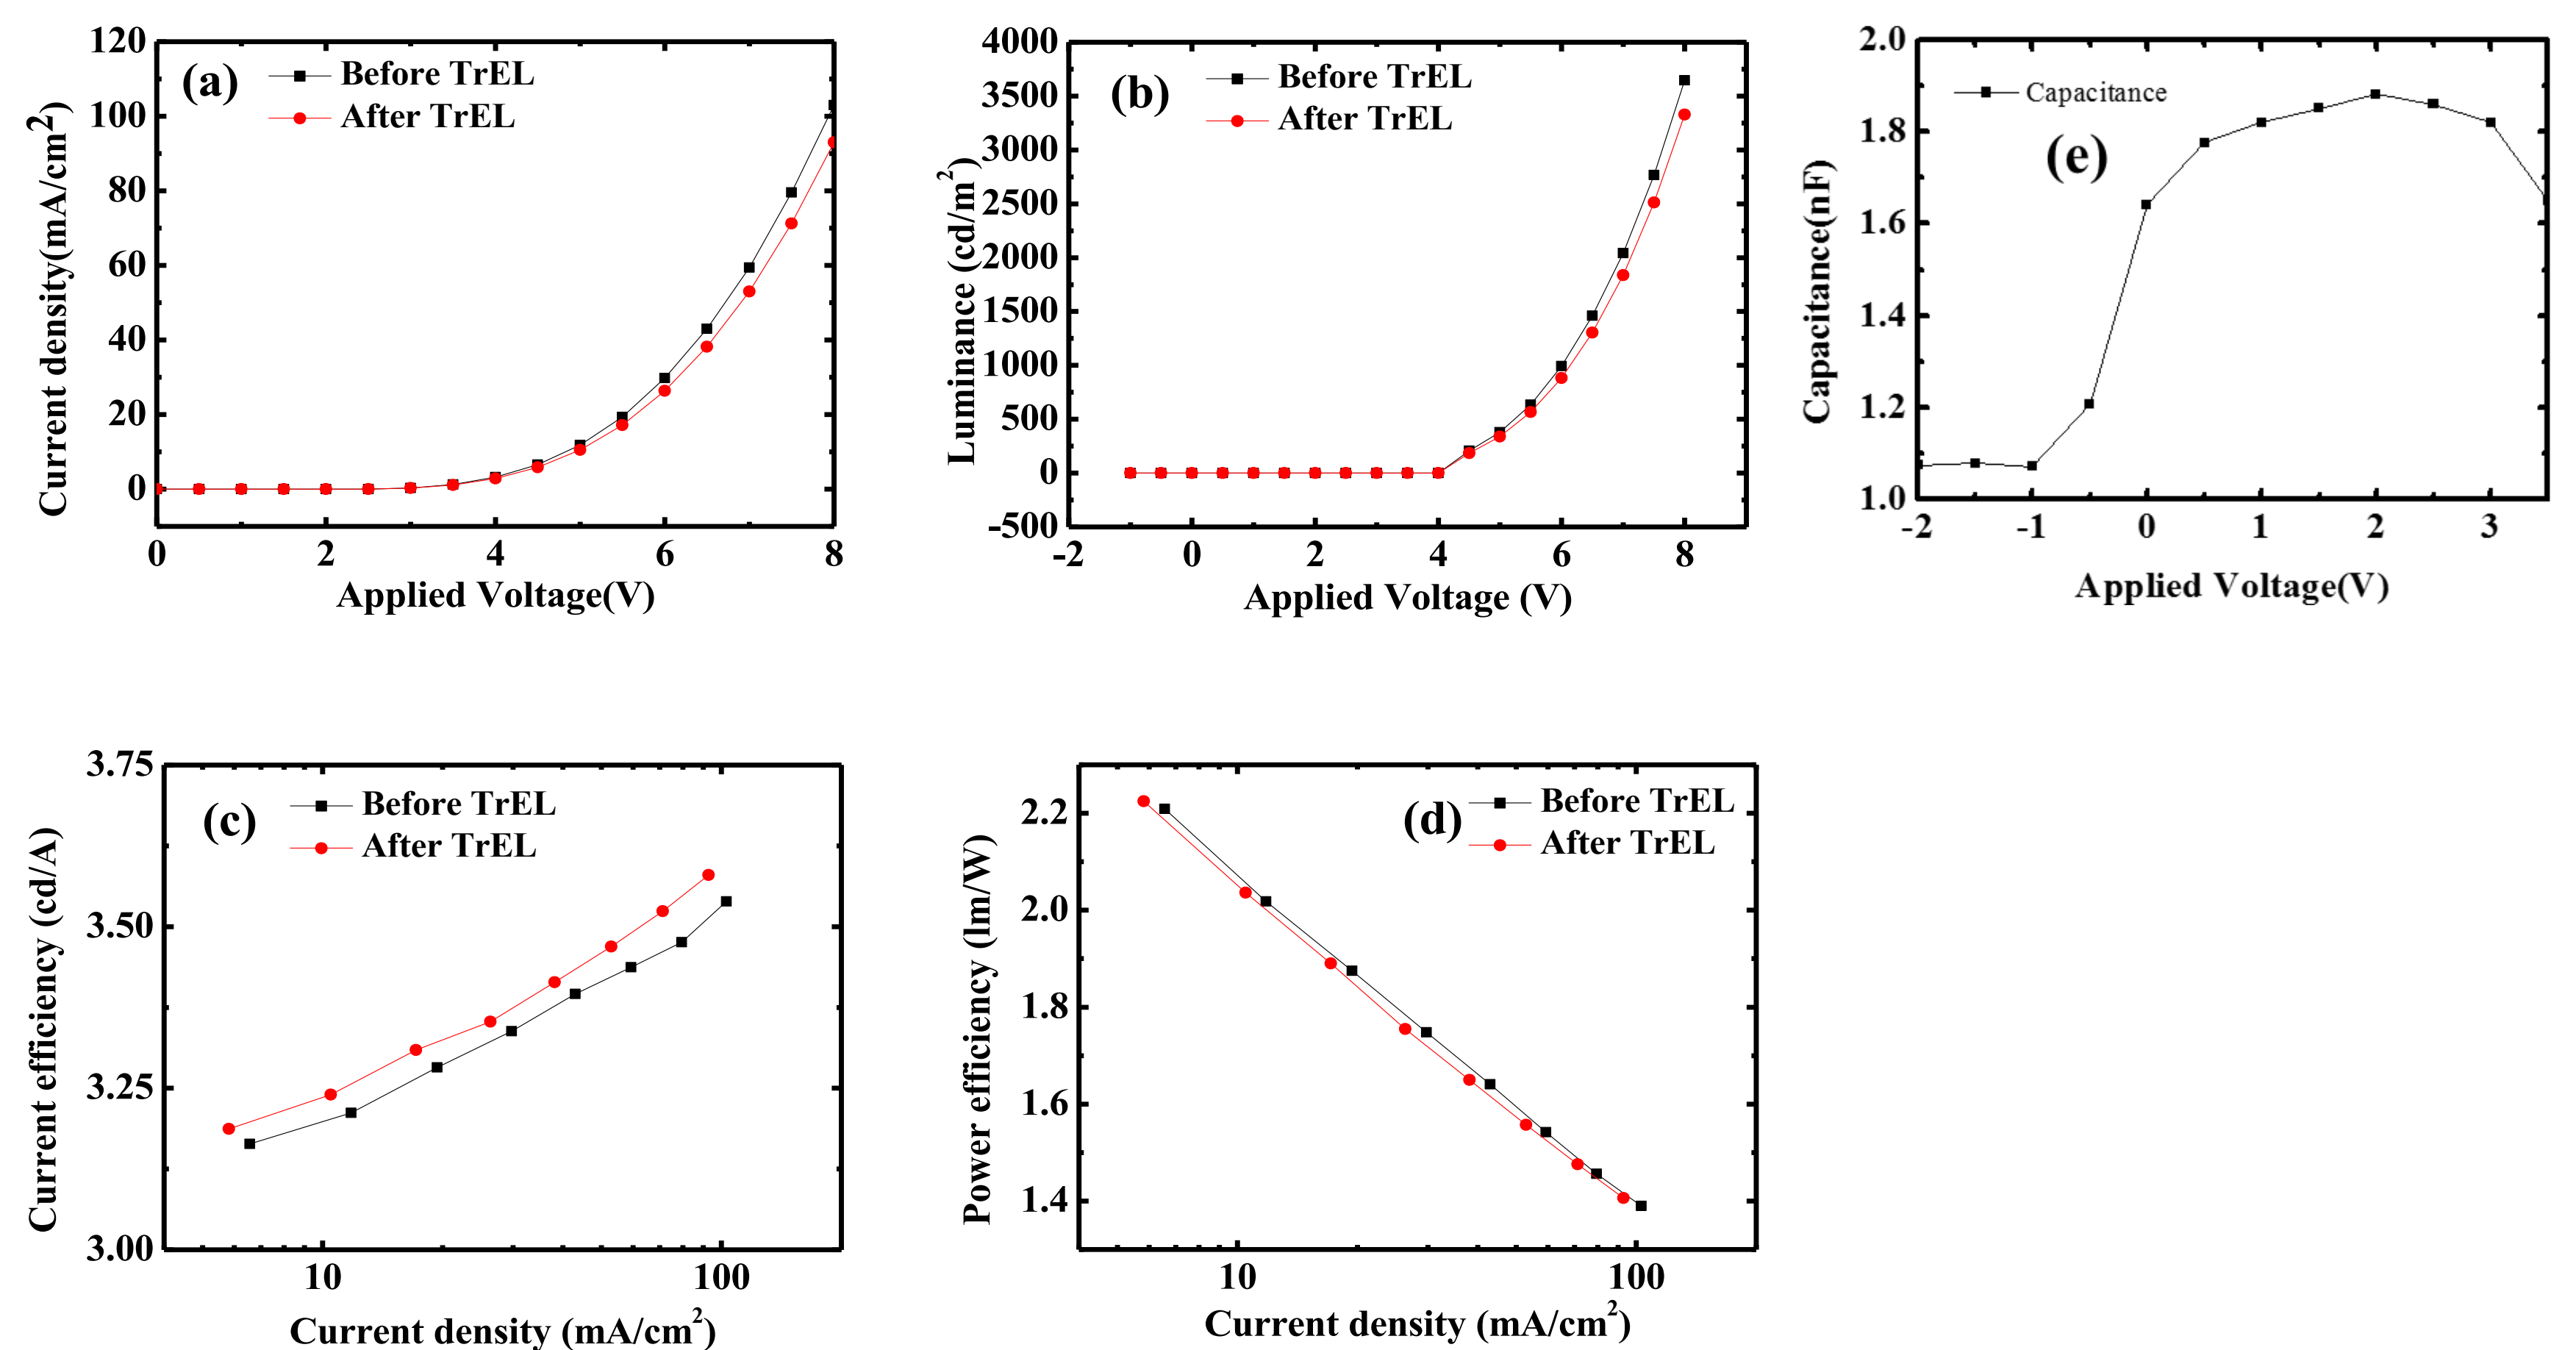 (a)
Before TrEL
After TrEL
120
100
80
60
40
20
0
0 2 4 6 8
Current density(mA/cm2)
Applied Voltage(V)
(b)
Before TrEL
After TrEL
4000
3500
3000
2500
2000
1500
1000
500
0
-500
-2 0 2 4 6 8
Luminance (cd/m2)
Applied Voltage (V)
(e)
Capacitance
2.0
1.8
1.6
1.4
1.2
1.0
-2 -1 0 1 2 3
Capacitance(nF)
Applied Voltage(V)
(c)
Before TrEL
After TrEL
3.75
3.50
3.25
3.00
10 100
Current efficiency (cd/A)
Current density (mA/cm2)
(d)
Before TrEL
After TrEL
2.2
2.0
1.8
1.6
1.4
10 100
Power efficiency (lm/W)
Current density (mA/cm2)